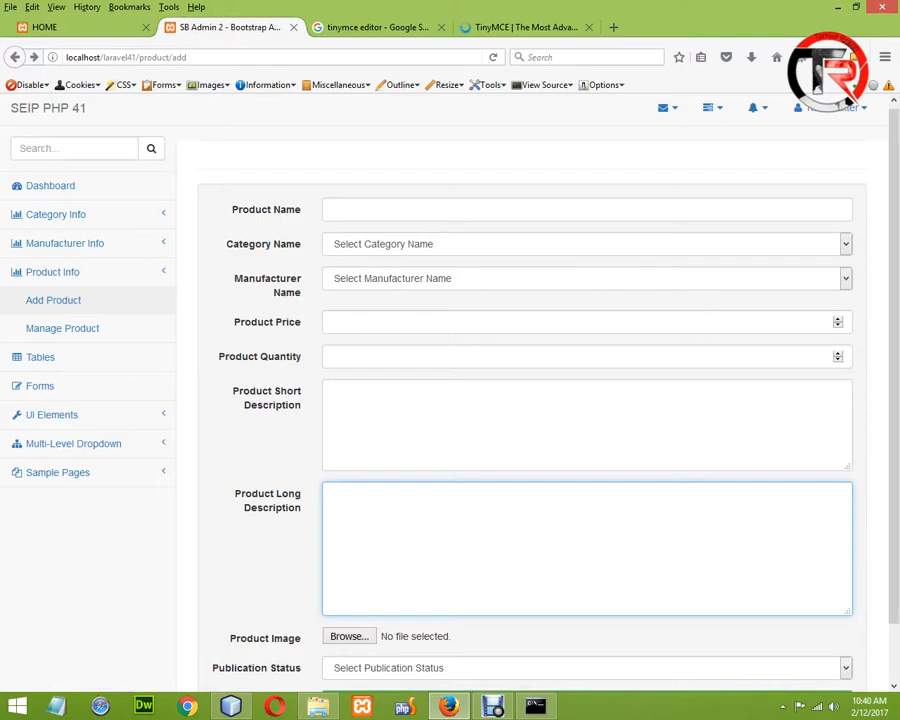 File Edit View History Bookmarks Tools Help
HOME
SB Admin 2 - Bootstrap A...
tinymce editor - Google S...
TinyMCE | The Most Adva...
localhost/laravel41/product/add
Search
Disable Cookies CSS Forms Images Information Miscellaneous Outline Resize Tools View Source Options
SEIP PHP 41
Search...
Dashboard
Category Info
Manufacturer Info
Product Info
Add Product
Manage Product
Tables
Forms
UI Elements
Multi-Level Dropdown
Sample Pages
Product Name
Category Name
Select Category Name
Manufacturer
Name
Select Manufacturer Name
Product Price
Product Quantity
Product Short
Description
Product Long
Description
Product Image
Browse... No file selected.
Publication Status
Select Publication Status
Dw
php
10:40 AM
2/12/2017